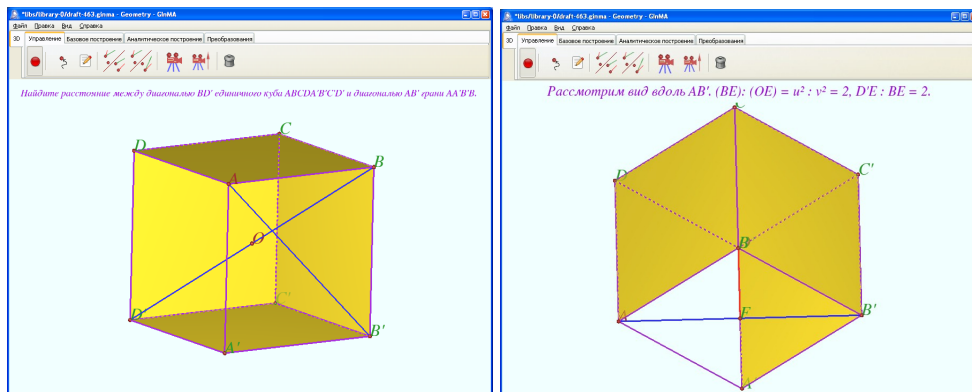 *libs/library-0/draft-463.ginma - Geometry - GInMA
Файл Правка Вид Справка
3D Управление Базовое построение Аналитическое построение Преобразования
Найдите расстояние между диагональю BD' единичного куба ABCDA'B'C'D' и диагональю AB' грани AA'B'B.
C
D
B
A
O
D'
C'
B'
A'
*libs/library-0/draft-463.ginma - Geometry - GInMA
Файл Правка Вид Справка
3D Управление Базовое построение Аналитическое построение Преобразования
Рассмотрим вид вдоль AB'. (BE): (OE) = u² : v² = 2, D'E : BE = 2.
C
D
C'
B
A
E
B'
A